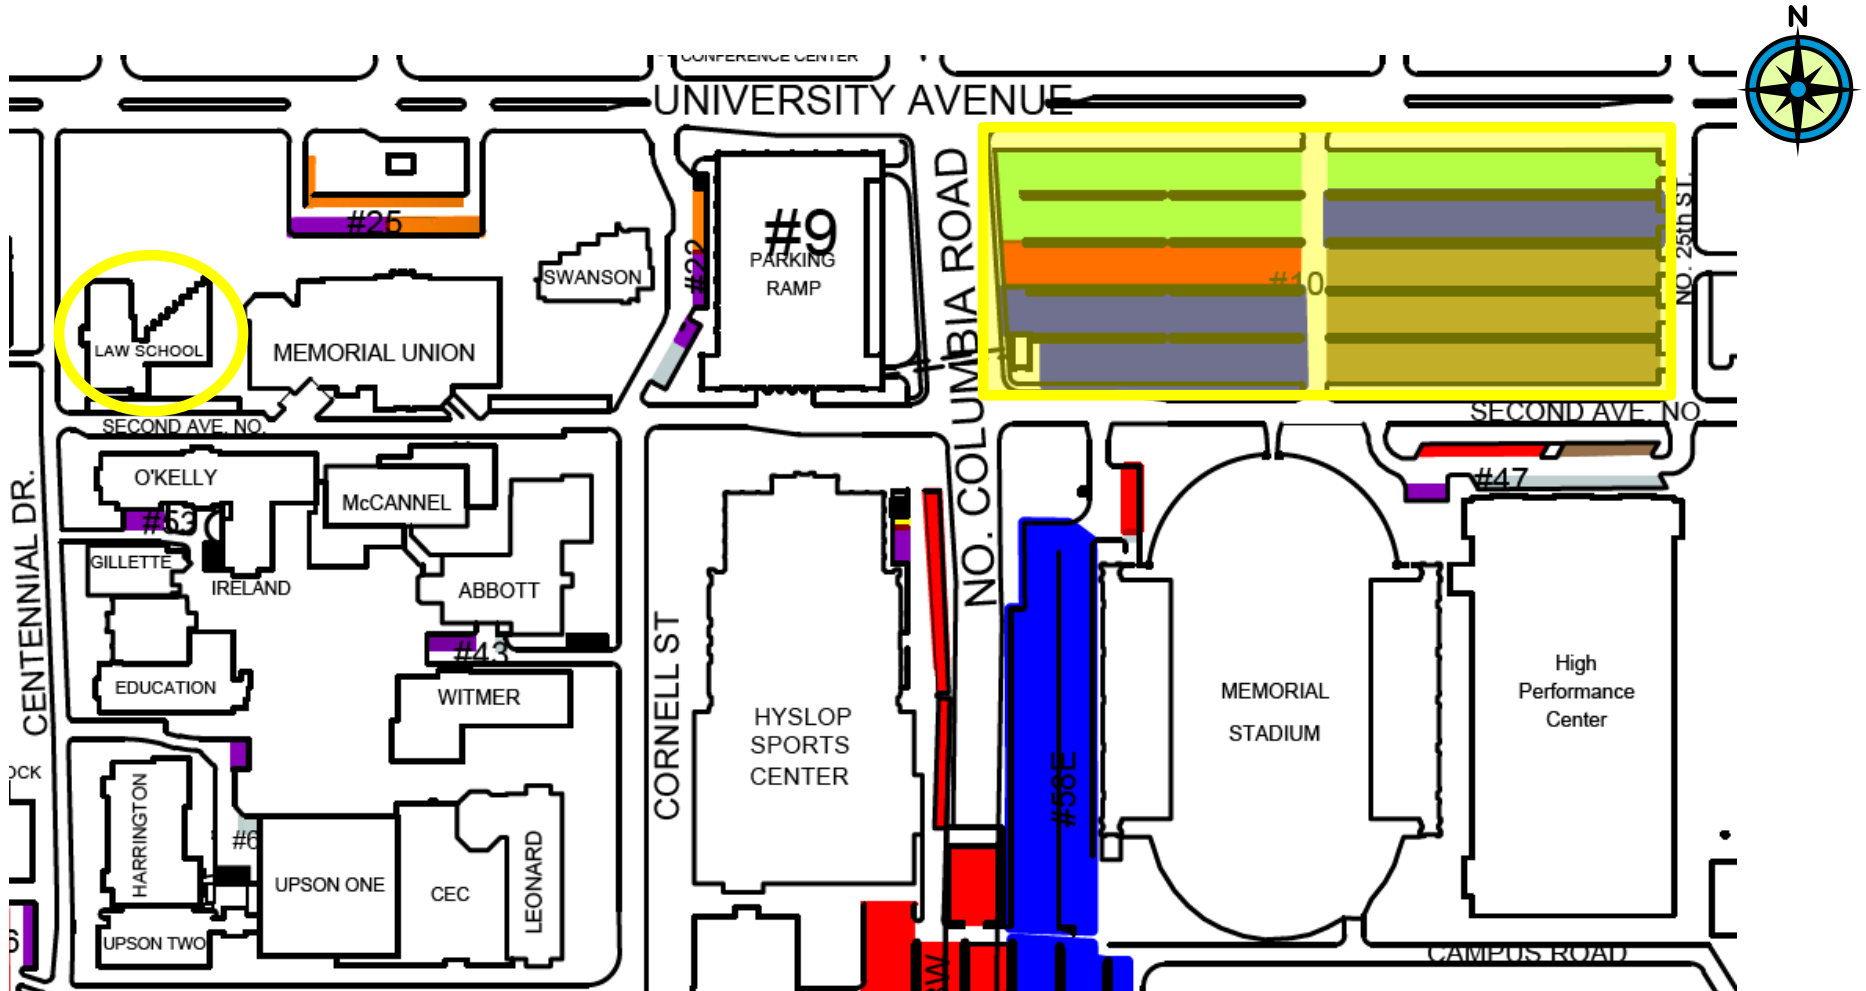 N
CONFERENCE CENTER
UNIVERSITY AVENUE
#25
#22
#9
PARKING
RAMP
NO. COLUMBIA ROAD
#10
NO. 25th ST.
SWANSON
LAW SCHOOL
MEMORIAL UNION
SECOND AVE. NO.
SECOND AVE. NO.
O'KELLY
McCANNEL
#53
GILLETTE
IRELAND
ABBOTT
#43
EDUCATION
WITMER
CENTENNIAL DR.
CORNELL ST
HYSLOP
SPORTS
CENTER
#58E
MEMORIAL
STADIUM
#47
High
Performance
Center
OCK
HARRINGTON
#6
UPSON ONE
CEC
LEONARD
UPSON TWO
CAMPUS ROAD